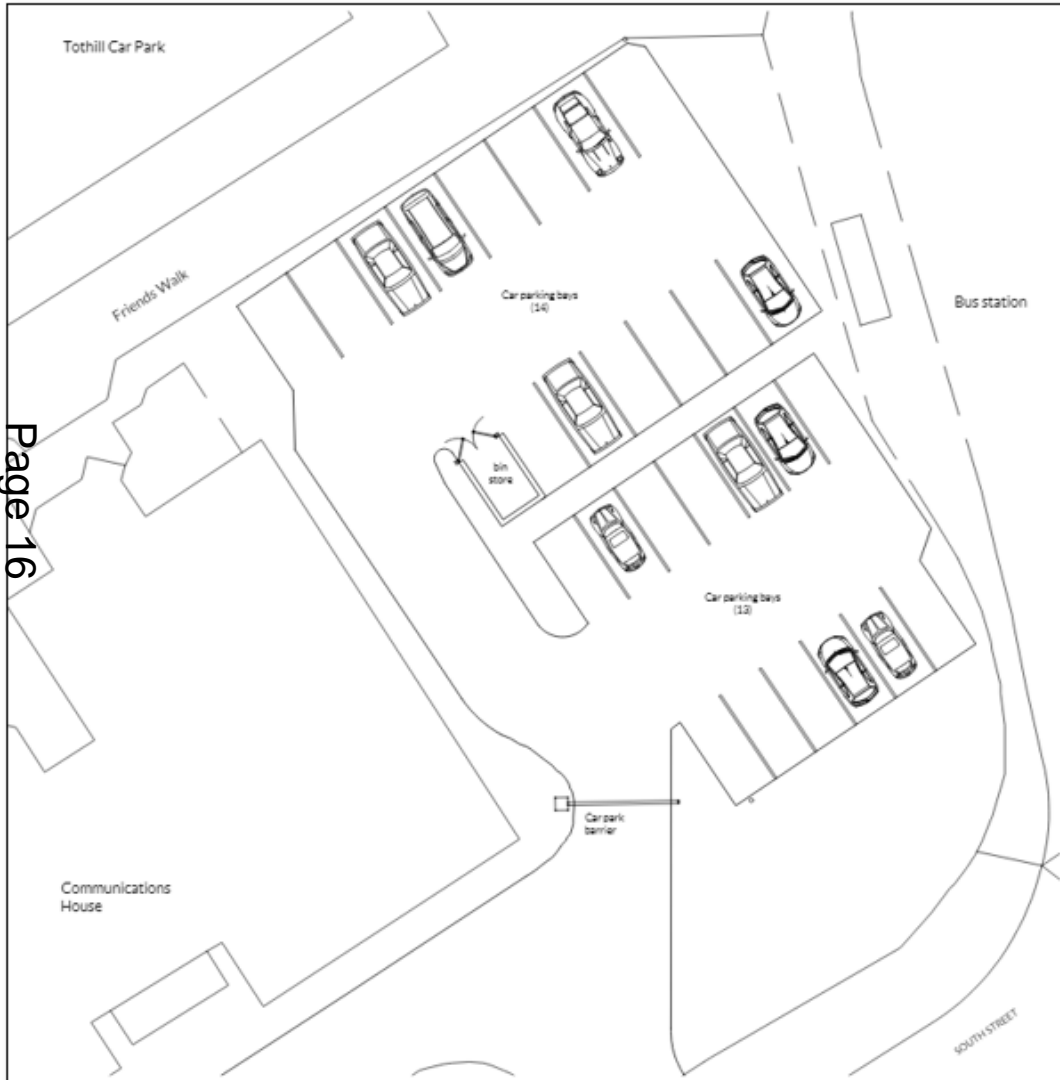 Tothill Car Park
Friends Walk
Car parking bays
(14)
Bus station
bin
store
Page 16
Car parking bays
(13)
Car park
barrier
Communications
House
SOUTH STREET